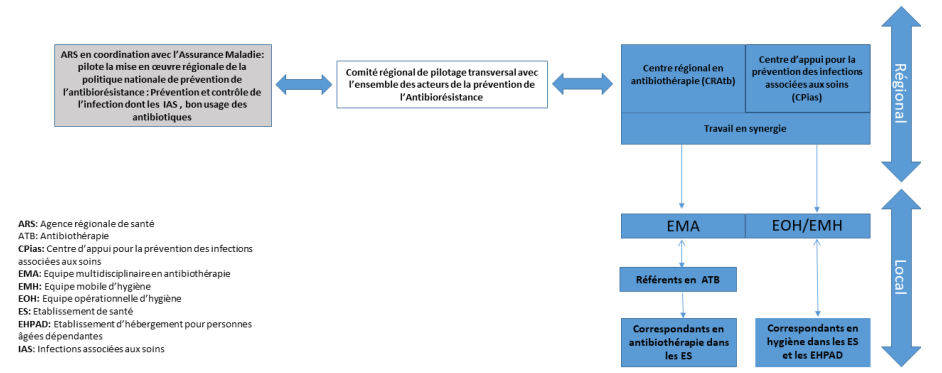 ARS en coordination avec l'Assurance Maladie:
pilote la mise en œuvre régionale de la
politique nationale de prévention de
l'antibiorésistance : Prévention et contrôle de
l'infection dont les IAS , bon usage des
antibiotiques
Comité régional de pilotage transversal avec
l'ensemble des acteurs de la prévention de
l'Antibiorésistance
Centre régional en
antibiothérapie (CRAtb)
Centre d'appui pour la
prévention des infections
associées aux soins
(CPias)
Travail en synergie
Régional
EMA
EOH/EMH
Référents en ATB
Correspondants en
antibiothérapie dans
les ES
Correspondants en
hygiène dans les ES
et les EHPAD
Local
ARS: Agence régionale de santé
ATB: Antibiothérapie
CPias: Centre d'appui pour la prévention des infections
associées aux soins
EMA: Equipe multidisciplinaire en antibiothérapie
EMH: Equipe mobile d'hygiène
EOH: Equipe opérationnelle d'hygiène
ES: Etablissement de santé
EHPAD: Etablissement d'hébergement pour personnes
âgées dépendantes
IAS: Infections associées aux soins